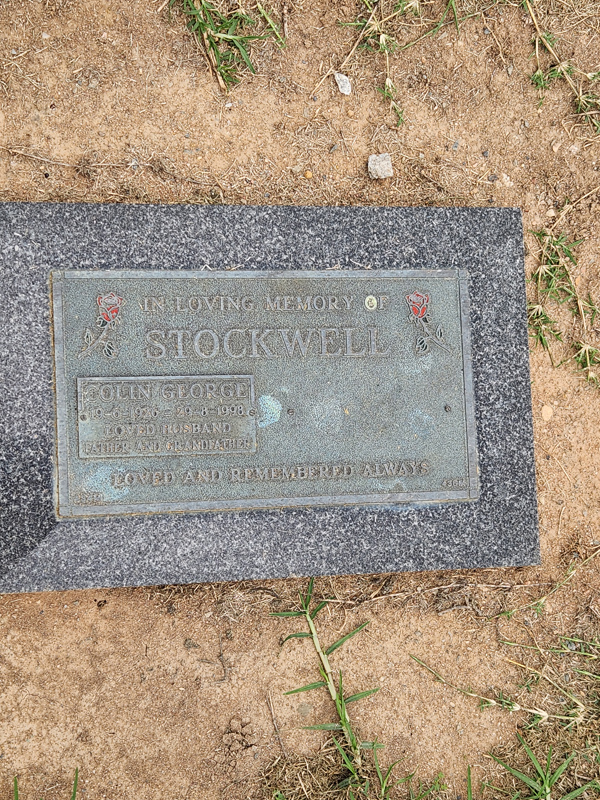 IN LOVING MEMORY OF
STOCKWELL
COLIN GEORGE
19-6-1926 - 29-8-1998
LOVED HUSBAND
FATHER AND GRANDFATHER
LOVED AND REMEMBERED ALWAYS